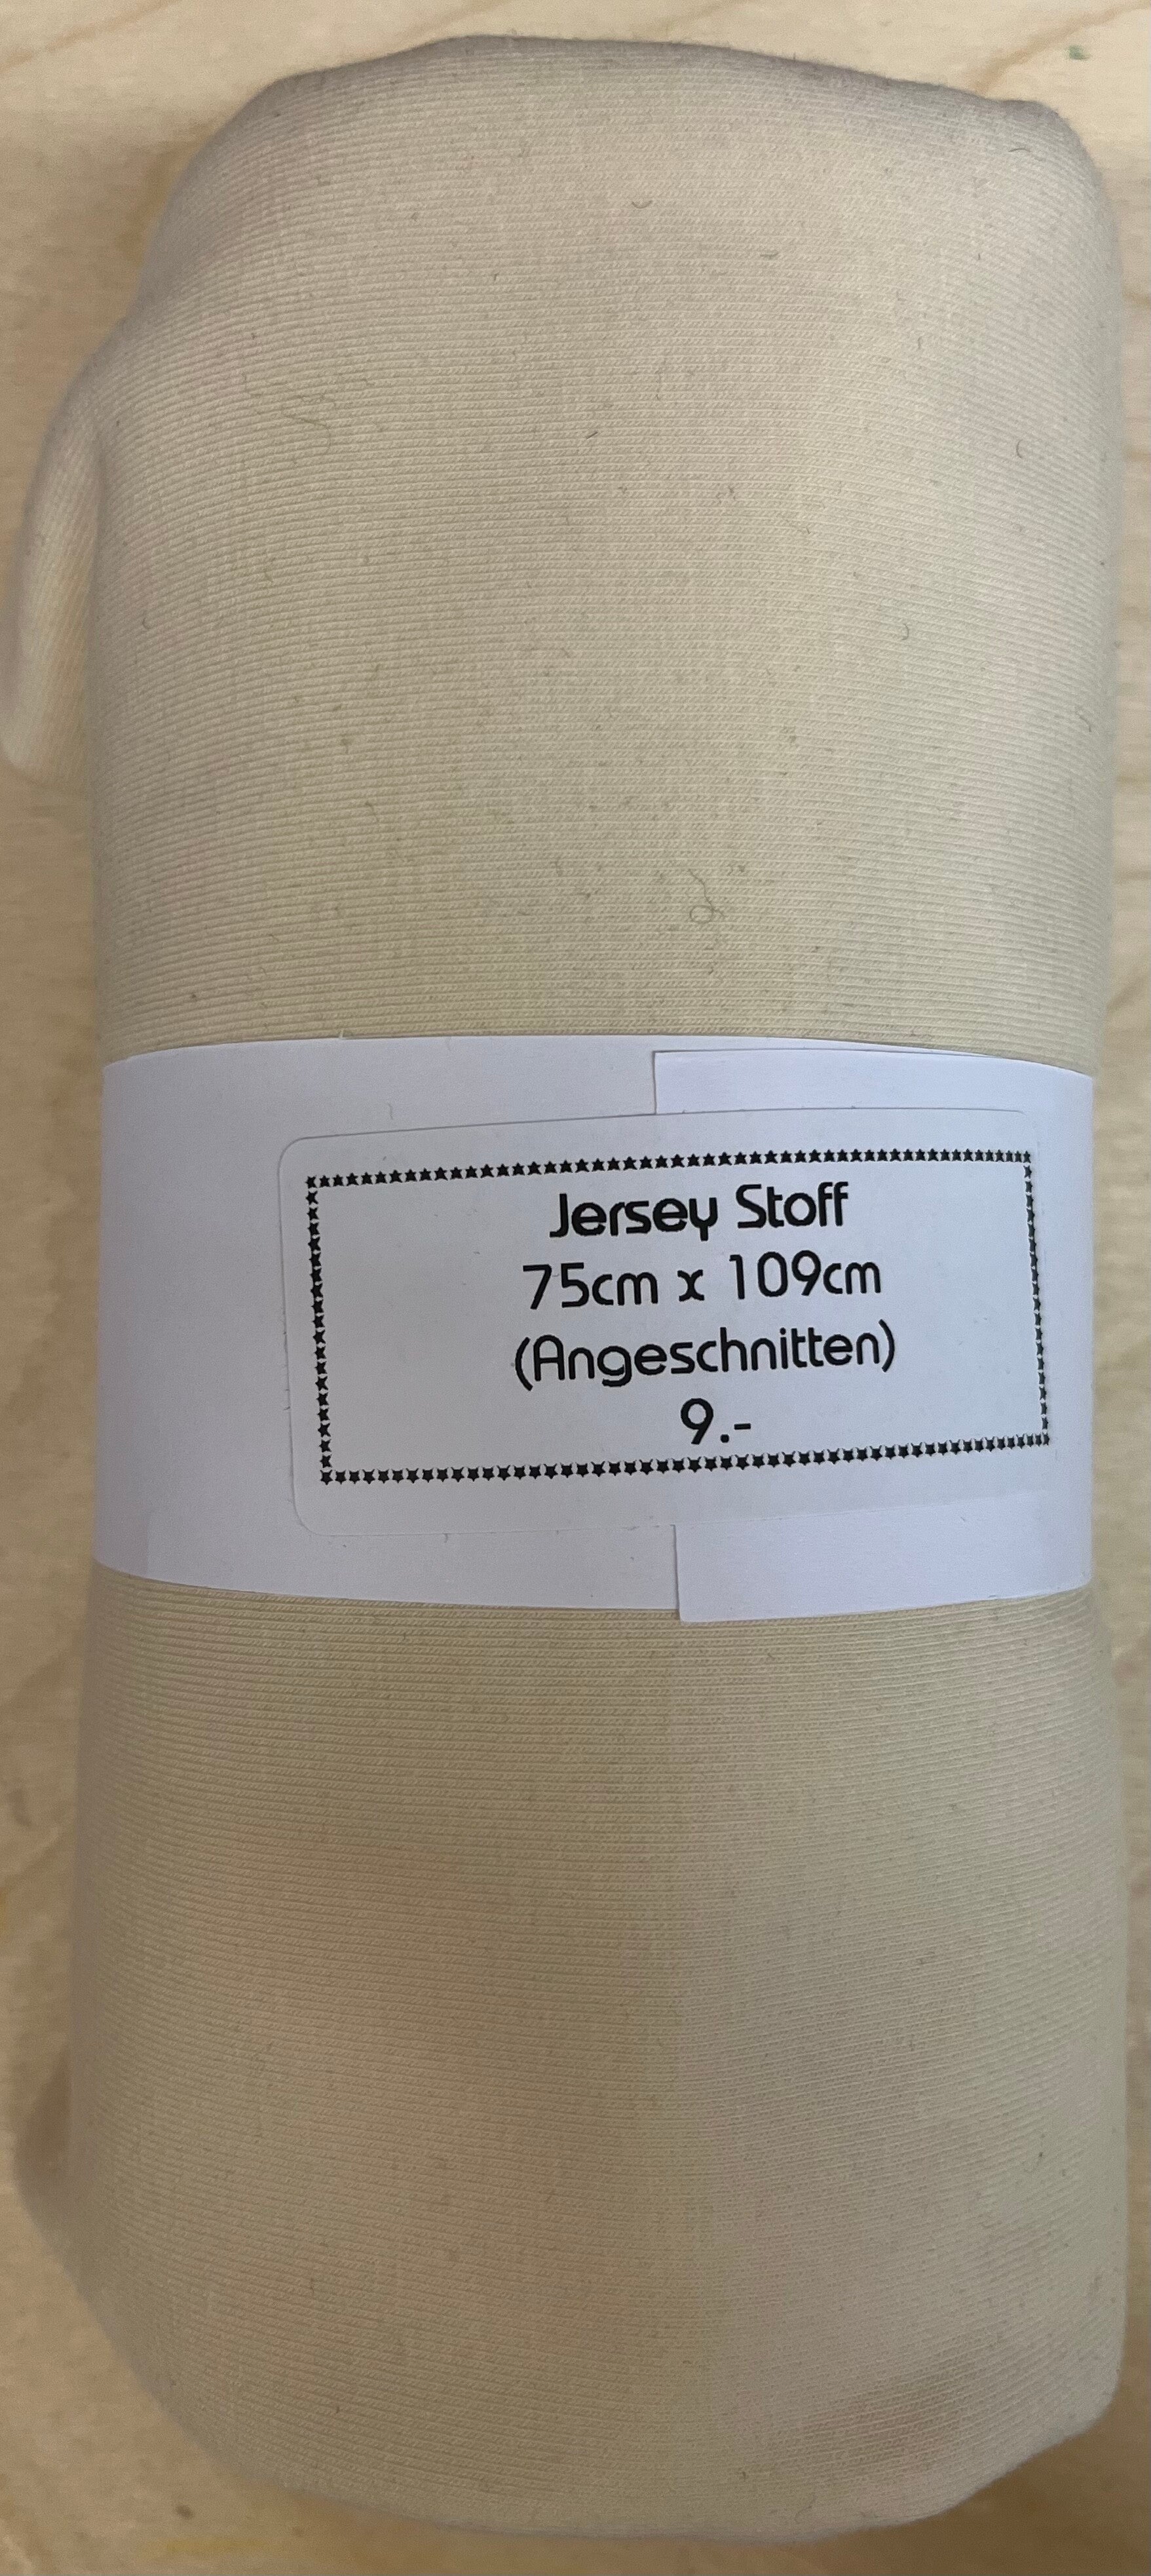 Jersey Stoff
75cm x 109cm
(Angeschnitten)
9.-